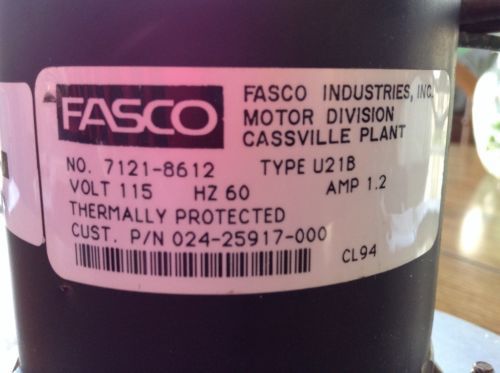 FASCO
FASCO INDUSTRIES, INC.
MOTOR DIVISION
CASSVILLE PLANT
NO. 7121-8612 TYPE U21B
VOLT 115 HZ 60 AMP 1.2
THERMALLY PROTECTED
CUST. P/N 024-25917-000
CL94